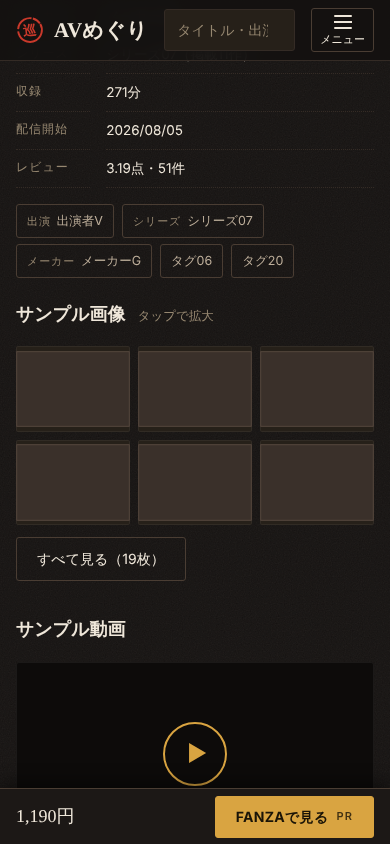 巡 AVめぐり タイトル・出 メニュー
収録 271分
配信開始 2026/08/05
レビュー 3.19点・51件
出演 出演者V シリーズ シリーズ07
メーカー メーカーG タグ06 タグ20
サンプル画像 タップで拡大
すべて見る（19枚）
サンプル動画
1,190円 FANZAで見る PR